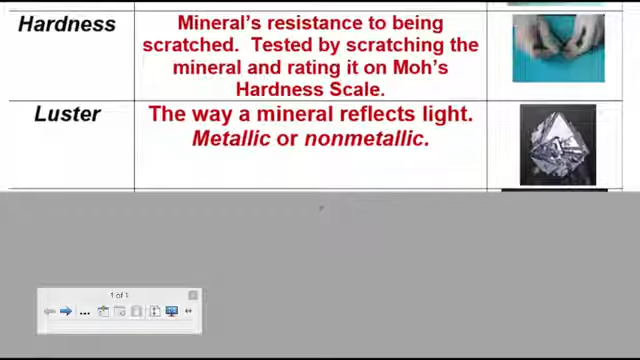 Hardness
Mineral's resistance to being
scratched. Tested by scratching the
mineral and rating it on Moh's
Hardness Scale.
Luster
The way a mineral reflects light.
Metallic or nonmetallic.
1 of 1
...